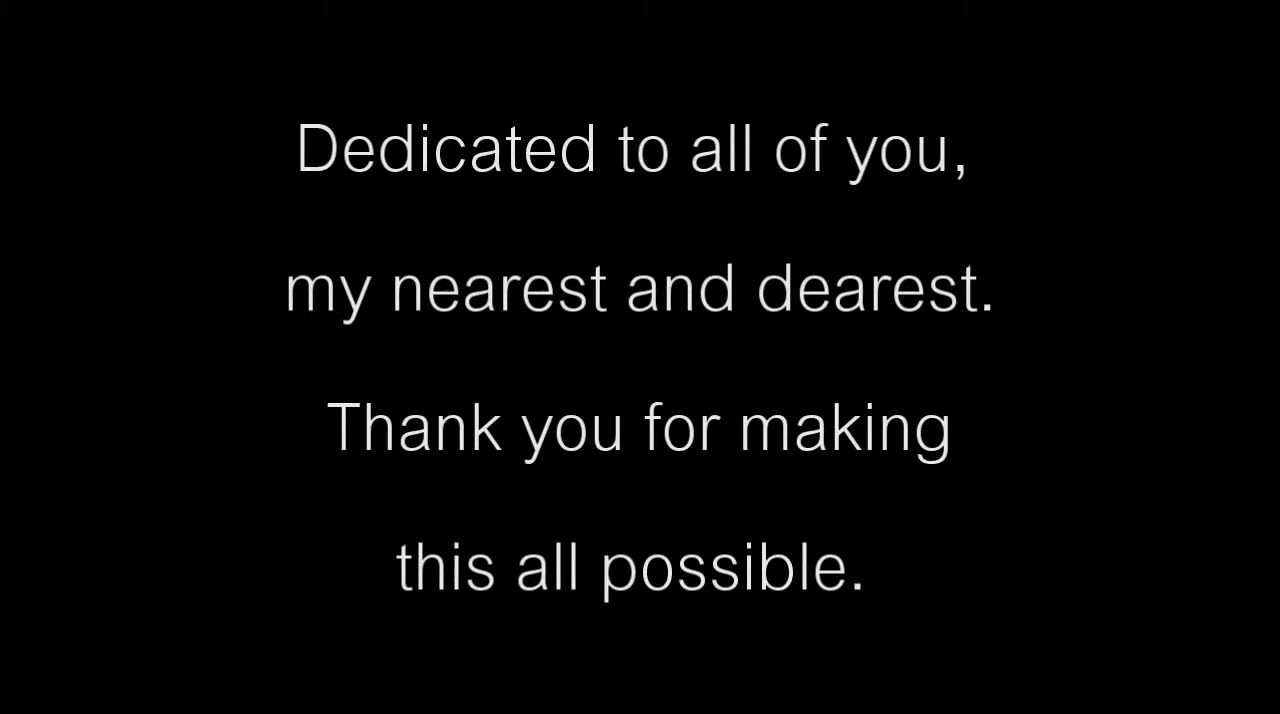 Dedicated to all of you,
my nearest and dearest.
Thank you for making
this all possible.